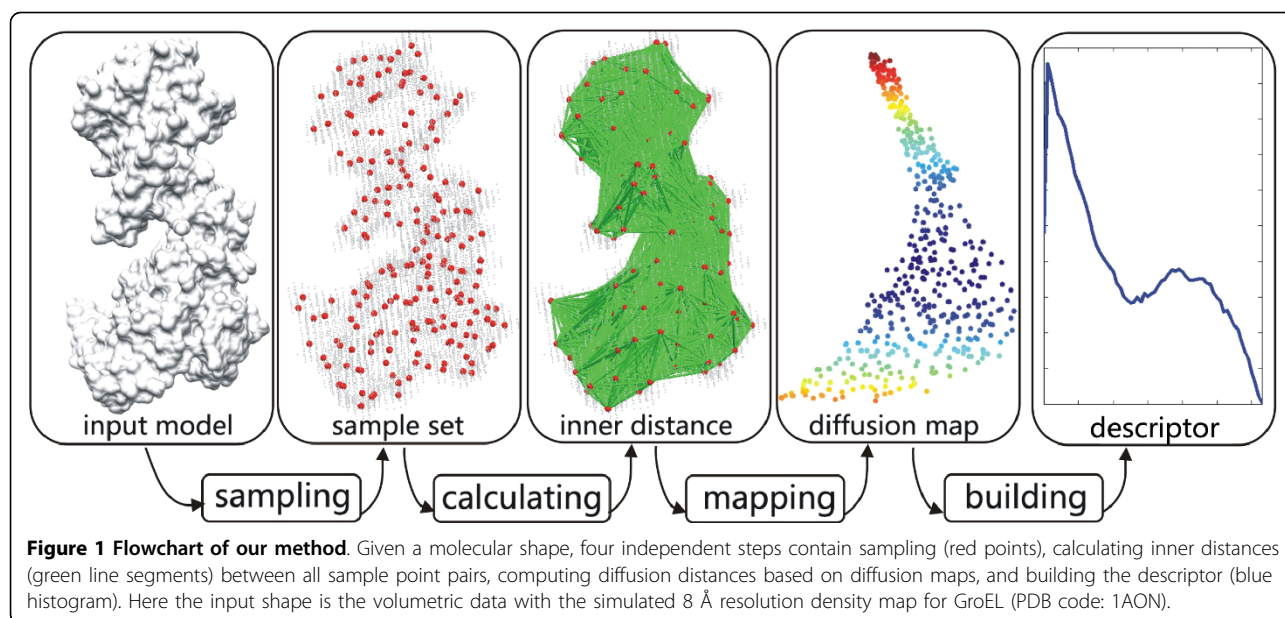 input model
sample set
inner distance
diffusion map
descriptor
sampling
calculating
mapping
building
Figure 1 Flowchart of our method. Given a molecular shape, four independent steps contain sampling (red points), calculating inner distances
(green line segments) between all sample point pairs, computing diffusion distances based on diffusion maps, and building the descriptor (blue
histogram). Here the input shape is the volumetric data with the simulated 8 Å resolution density map for GroEL (PDB code: 1AON).